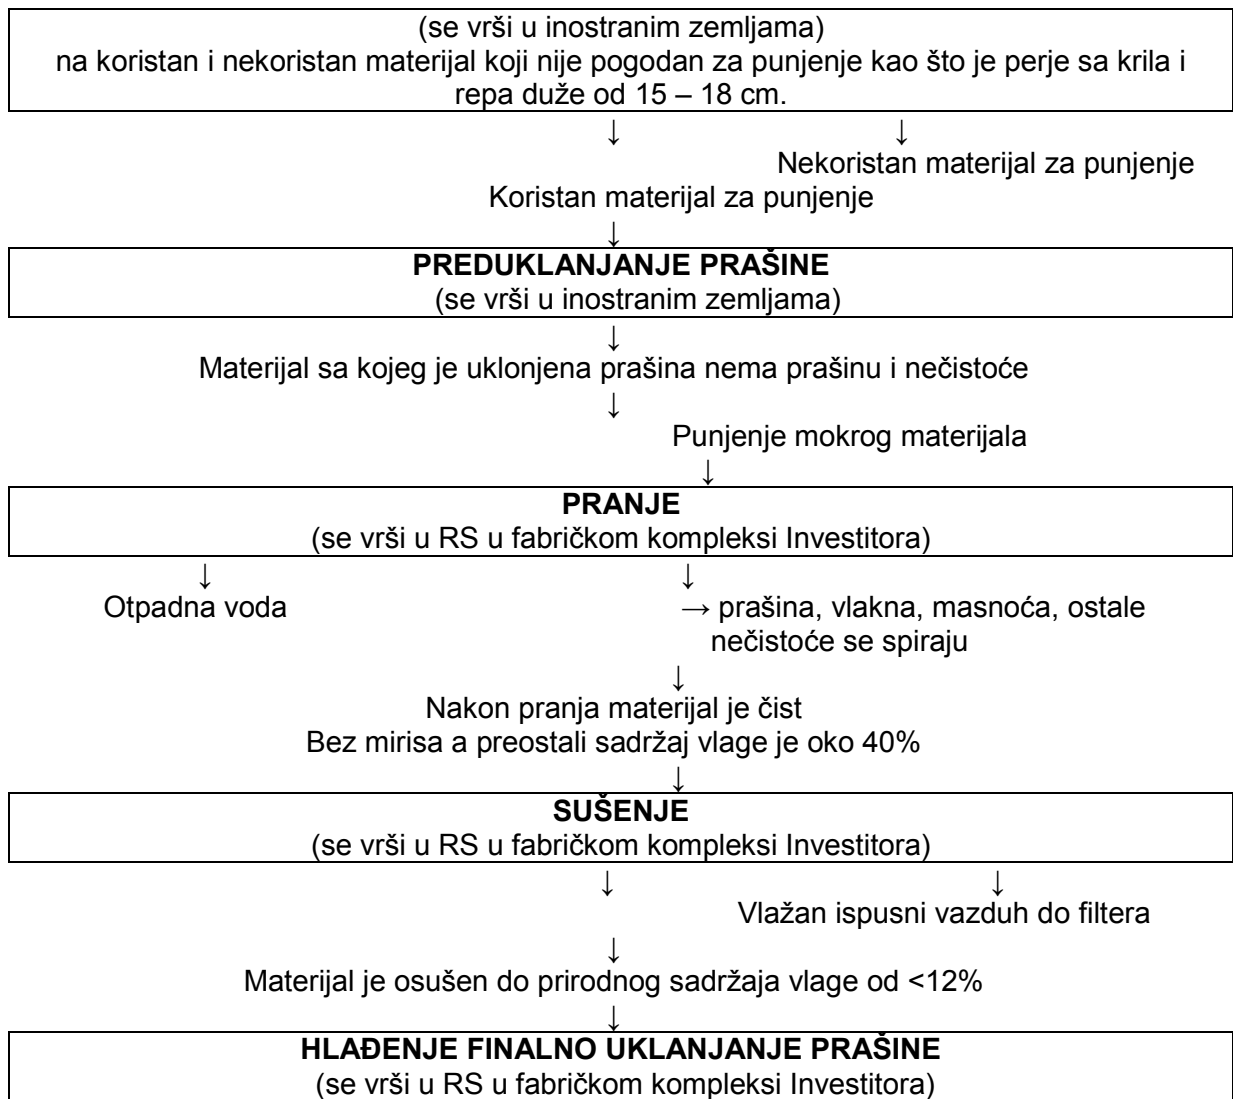 (se vrši u inostranim zemljama)
na koristan i nekoristan materijal koji nije pogodan za punjenje kao što je perje sa krila i
repa duže od 15 – 18 cm.
↓ ↓
Nekoristan materijal za punjenje
Koristan materijal za punjenje
↓
PREDUKLANJANJE PRAŠINE
(se vrši u inostranim zemljama)
↓
Materijal sa kojeg je uklonjena prašina nema prašinu i nečistoće
↓
Punjenje mokrog materijala
↓
PRANJE
(se vrši u RS u fabričkom kompleksi Investitora)
↓ ↓
Otpadna voda → prašina, vlakna, masnoća, ostale
nečistoće se spiraju
↓
Nakon pranja materijal je čist
Bez mirisa a preostali sadržaj vlage je oko 40%
↓
SUŠENJE
(se vrši u RS u fabričkom kompleksi Investitora)
↓ ↓
Vlažan ispusni vazduh do filtera
↓
Materijal je osušen do prirodnog sadržaja vlage od <12%
↓
HLAĐENJE FINALNO UKLANJANJE PRAŠINE
(se vrši u RS u fabričkom kompleksi Investitora)